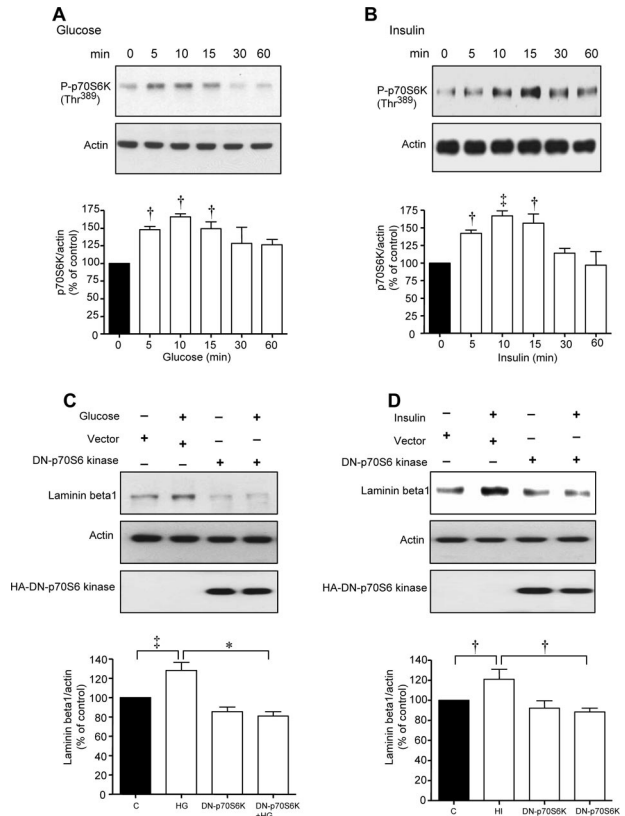 A
Glucose
min 0 5 10 15 30 60
P-p70S6K
(Thr389)
Actin
† † †
175
150
125
100
75
50
25
0
p70S6K/actin
(% of control)
0 5 10 15 30 60
Glucose (min)
B
Insulin
min 0 5 10 15 30 60
P-p70S6K
(Thr389)
Actin
† ‡ †
175
150
125
100
75
50
25
0
p70S6K/actin
(% of control)
0 5 10 15 30 60
Insulin (min)
C
Glucose – + – +
Vector + + – –
DN-p70S6 kinase – – + +
Laminin beta1
Actin
HA-DN-p70S6 kinase
‡ *
140
120
100
80
60
40
20
0
Laminin beta1/actin
(% of control)
C HG DN-p70S6K DN-p70S6K
+HG
D
Insulin – + – +
Vector + + – –
DN-p70S6 kinase – – + +
Laminin beta1
Actin
HA-DN-p70S6 kinase
† †
140
120
100
80
60
40
20
0
Laminin beta1/actin
(% of control)
C HI DN-p70S6K DN-p70S6K